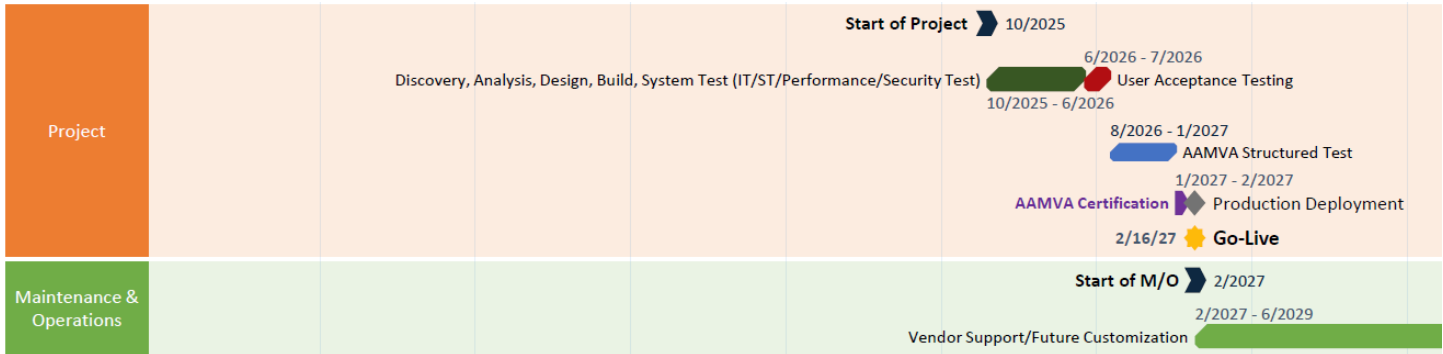 Project
Start of Project 10/2025
6/2026 - 7/2026
Discovery, Analysis, Design, Build, System Test (IT/ST/Performance/Security Test) User Acceptance Testing
10/2025 - 6/2026
8/2026 - 1/2027
AAMVA Structured Test
1/2027 - 2/2027
AAMVA Certification Production Deployment
2/16/27 Go-Live
Maintenance &
Operations
Start of M/O 2/2027
2/2027 - 6/2029
Vendor Support/Future Customization